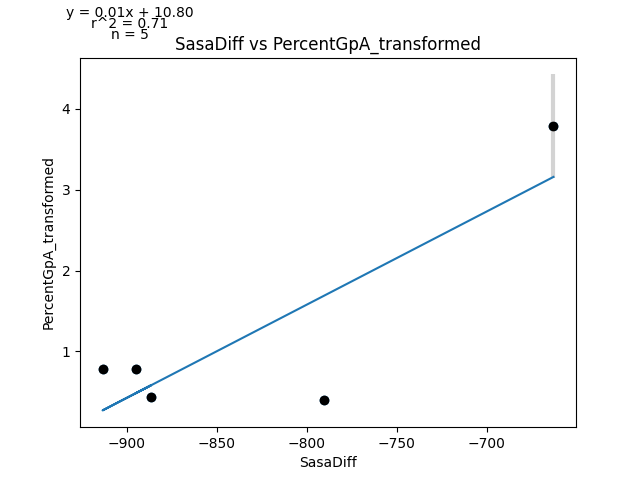 y = 0.01x + 10.80
r^2 = 0.71
n = 5
SasaDiff vs PercentGpA_transformed
PercentGpA_transformed
4
3
2
1
−900
−850
−800
−750
−700
SasaDiff